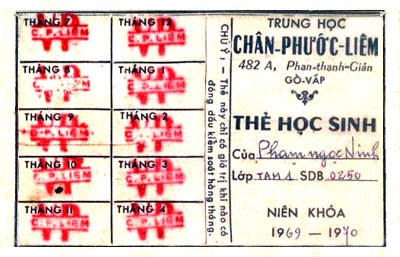 THÁNG 7
C.P.LIÊM
THÁNG 12
C.P.LIÊM
THÁNG 8
C.P.LIÊM
THÁNG 1
C.P.LIÊM
THÁNG 9
C.P.LIÊM
THÁNG 2
C.P.LIÊM
THÁNG 10
C.P.LIÊM
THÁNG 3
C.P.LIÊM
THÁNG 11
C.P.LIÊM
THÁNG 4
C.P.LIÊM
CHÚ Ý: — Thẻ này chỉ có giá trị khi nào có
đóng dấu kiểm soát hàng tháng.
TRUNG HỌC
CHÂN-PHƯỚC-LIÊM
482 A, Phan-thanh-Giản
GÒ-VẤP
THẺ HỌC SINH
Của Phạm ngọc Ninh
Lớp TAM 1 SDB 0250
NIÊN KHÓA
1969 — 1970